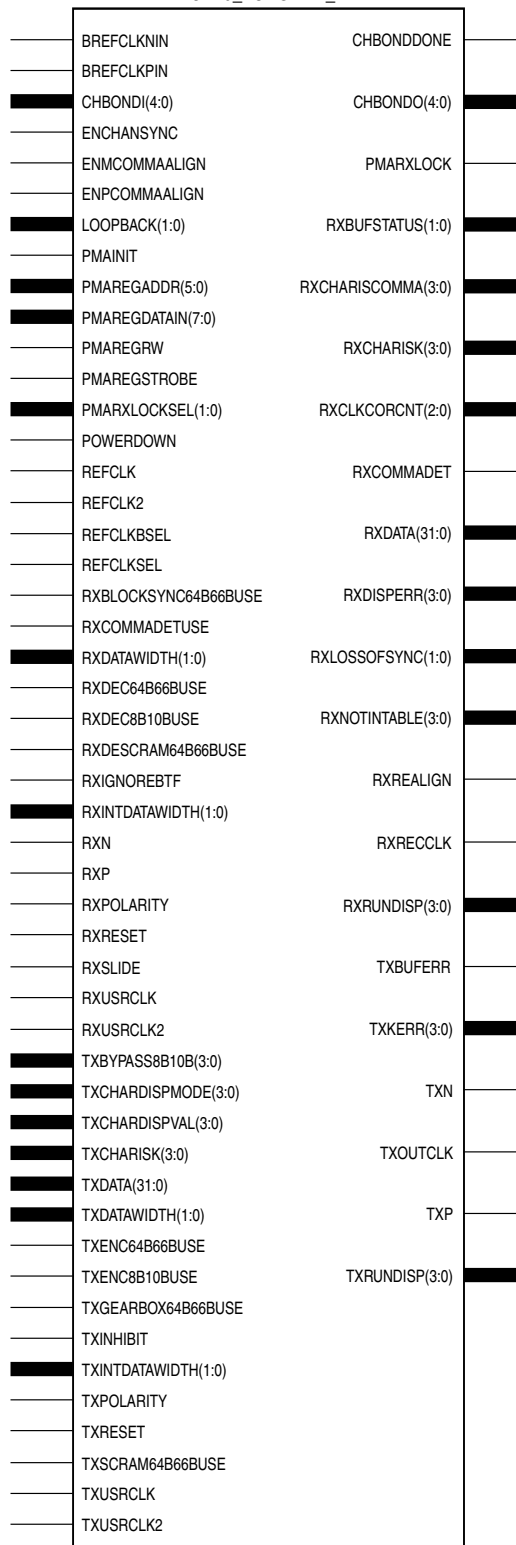 BREFCLKNIN CHBONDDONE
BREFCLKPIN
CHBONDI(4:0) CHBONDO(4:0)
ENCHANSYNC
ENMCOMMAALIGN PMARXLOCK
ENPCOMMAALIGN
LOOPBACK(1:0) RXBUFSTATUS(1:0)
PMAINIT
PMAREGADDR(5:0) RXCHARISCOMMA(3:0)
PMAREGDATAIN(7:0)
PMAREGRW RXCHARISK(3:0)
PMAREGSTROBE
PMARXLOCKSEL(1:0) RXCLKCORCNT(2:0)
POWERDOWN
REFCLK RXCOMMADET
REFCLK2
REFCLKBSEL RXDATA(31:0)
REFCLKSEL
RXBLOCKSYNC64B66BUSE RXDISPERR(3:0)
RXCOMMADETUSE
RXDATAWIDTH(1:0) RXLOSSOFSYNC(1:0)
RXDEC64B66BUSE
RXDEC8B10BUSE RXNOTINTABLE(3:0)
RXDESCRAM64B66BUSE
RXIGNOREBTF RXREALIGN
RXINTDATAWIDTH(1:0)
RXN RXRECCLK
RXP
RXPOLARITY RXRUNDISP(3:0)
RXRESET
RXSLIDE TXBUFERR
RXUSRCLK
RXUSRCLK2 TXKERR(3:0)
TXBYPASS8B10B(3:0)
TXCHARDISPMODE(3:0) TXN
TXCHARDISPVAL(3:0)
TXCHARISK(3:0) TXOUTCLK
TXDATA(31:0)
TXDATAWIDTH(1:0) TXP
TXENC64B66BUSE
TXENC8B10BUSE TXRUNDISP(3:0)
TXGEARBOX64B66BUSE
TXINHIBIT
TXINTDATAWIDTH(1:0)
TXPOLARITY
TXRESET
TXSCRAM64B66BUSE
TXUSRCLK
TXUSRCLK2